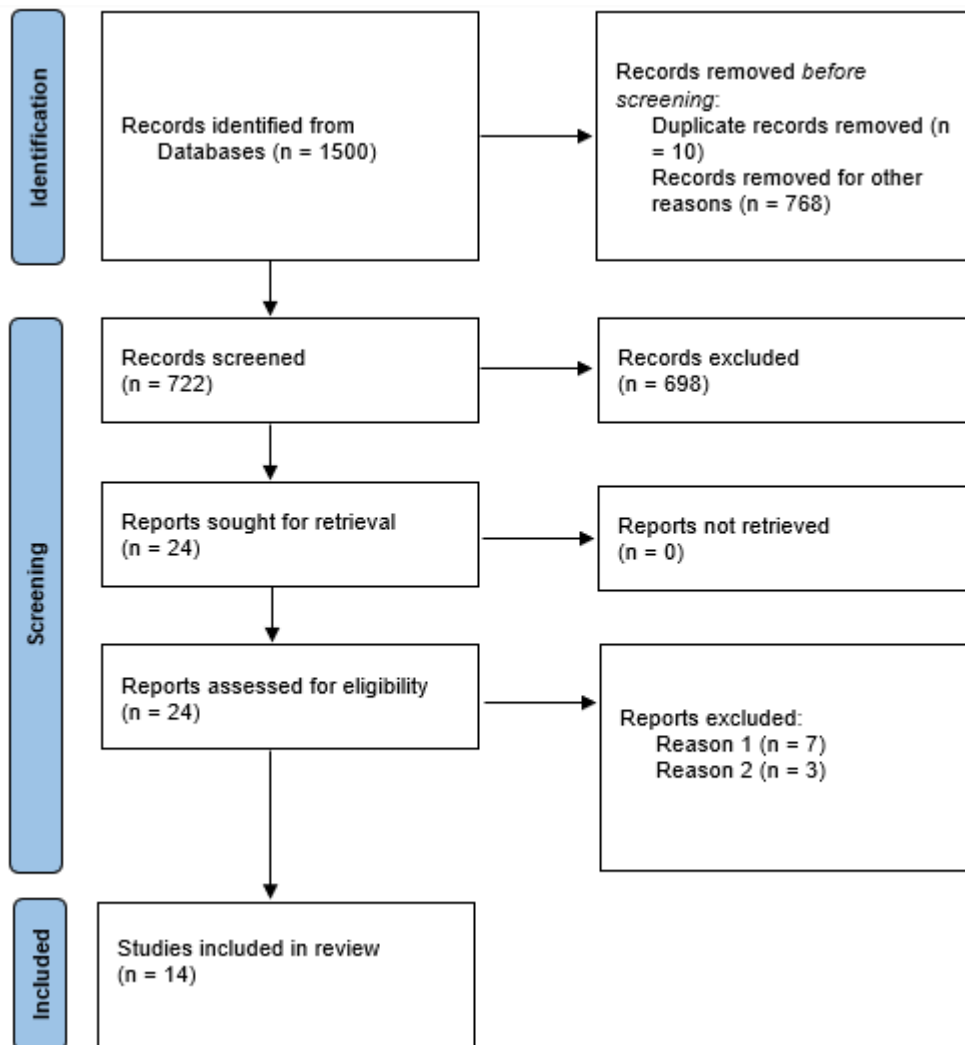 Identification
Records identified from
Databases (n = 1500)
Records removed before
screening:
Duplicate records removed (n
= 10)
Records removed for other
reasons (n = 768)
Screening
Records screened
(n = 722)
Records excluded
(n = 698)
Reports sought for retrieval
(n = 24)
Reports not retrieved
(n = 0)
Reports assessed for eligibility
(n = 24)
Reports excluded:
Reason 1 (n = 7)
Reason 2 (n = 3)
Included
Studies included in review
(n = 14)